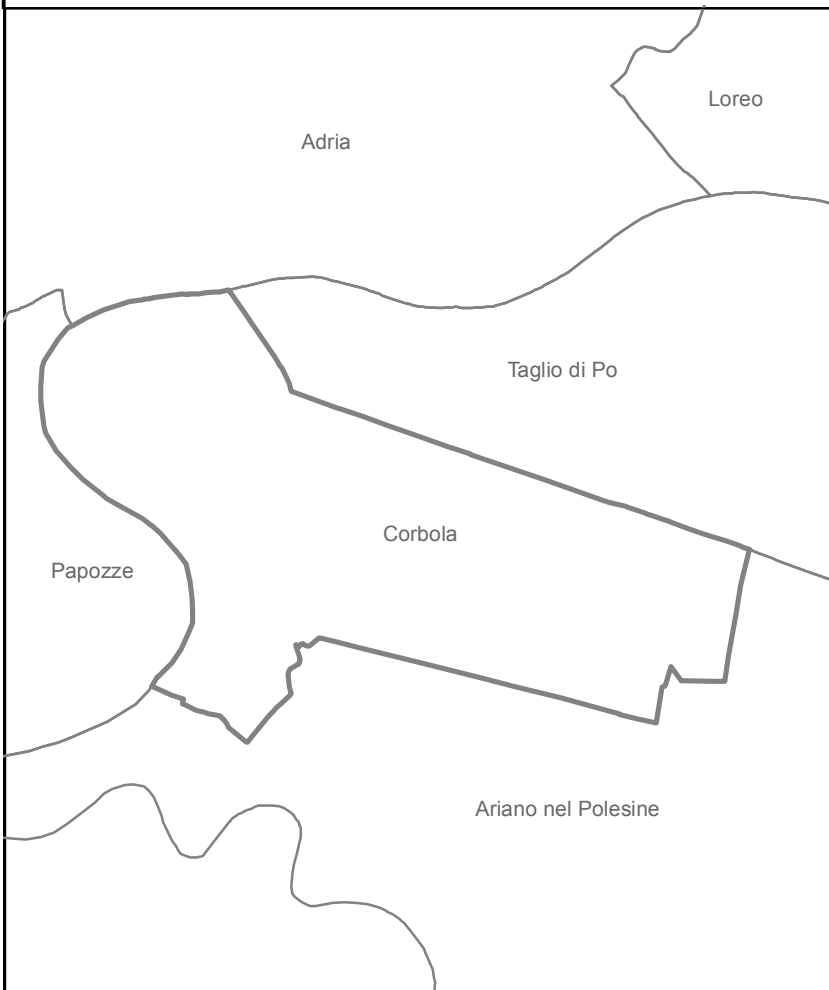 Loreo
Adria
Taglio di Po
Corbola
Papozze
Ariano nel Polesine